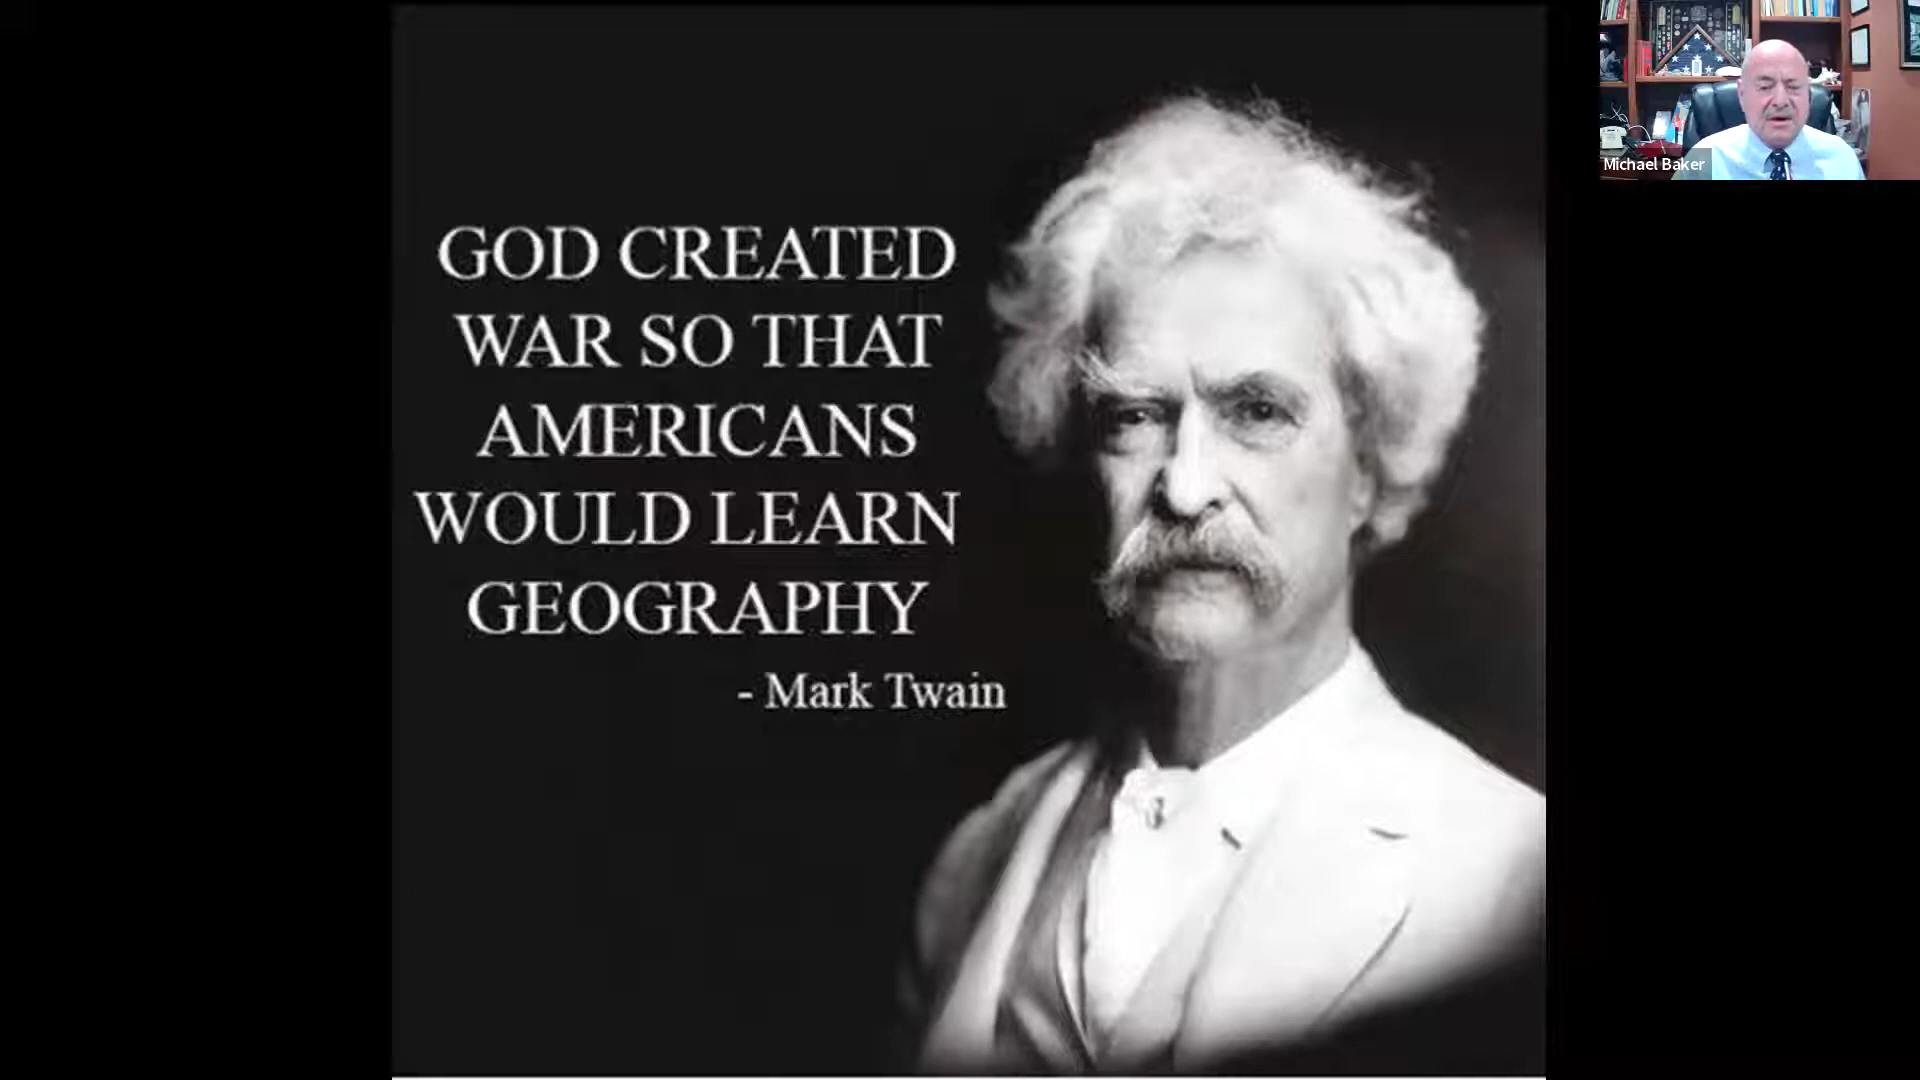 GOD CREATED
WAR SO THAT
AMERICANS
WOULD LEARN
GEOGRAPHY
- Mark Twain
Michael Baker